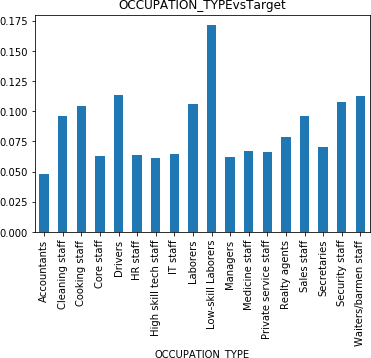 OCCUPATION_TYPEvsTarget
0.175
0.150
0.125
0.100
0.075
0.050
0.025
0.000
Accountants
Cleaning staff
Cooking staff
Core staff
Drivers
HR staff
High skill tech staff
IT staff
Laborers
Low-skill Laborers
Managers
Medicine staff
Private service staff
Realty agents
Sales staff
Secretaries
Security staff
Waiters/barmen staff
OCCUPATION_TYPE